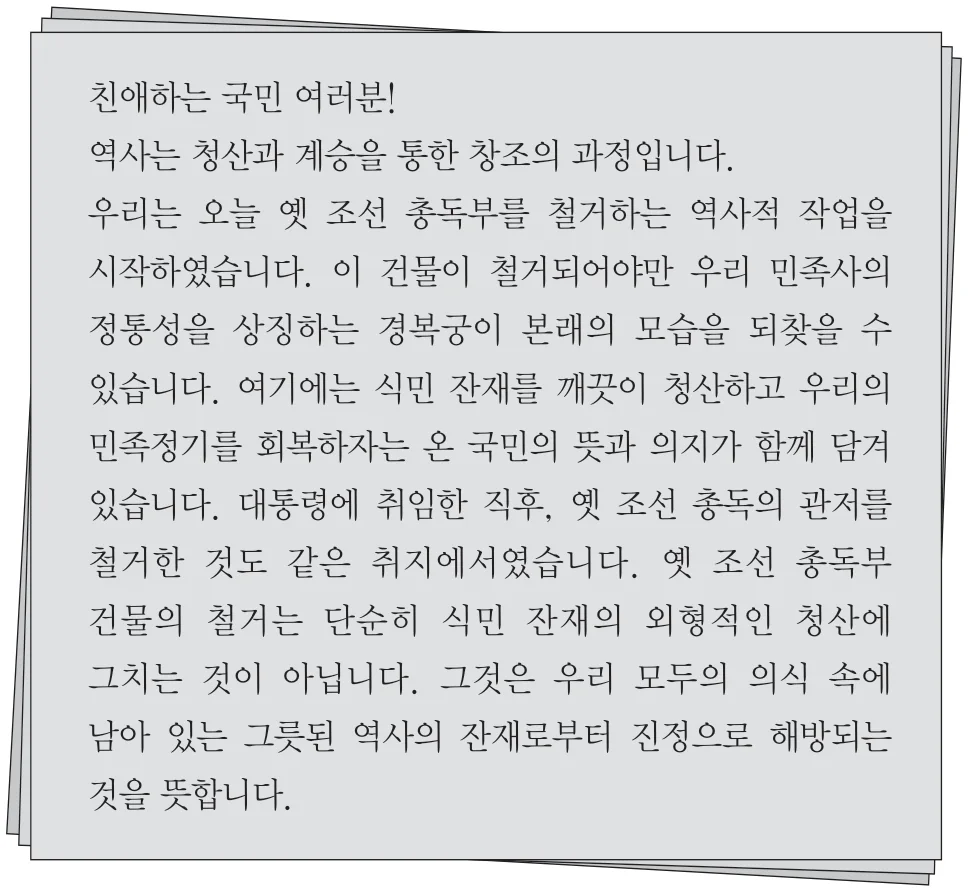 친애하는 국민 여러분!
역사는 청산과 계승을 통한 창조의 과정입니다.
우리는 오늘 옛 조선 총독부를 철거하는 역사적 작업을
시작하였습니다. 이 건물이 철거되어야만 우리 민족사의
정통성을 상징하는 경복궁이 본래의 모습을 되찾을 수
있습니다. 여기에는 식민 잔재를 깨끗이 청산하고 우리의
민족정기를 회복하자는 온 국민의 뜻과 의지가 함께 담겨
있습니다. 대통령에 취임한 직후, 옛 조선 총독의 관저를
철거한 것도 같은 취지에서였습니다. 옛 조선 총독부
건물의 철거는 단순히 식민 잔재의 외형적인 청산에
그치는 것이 아닙니다. 그것은 우리 모두의 의식 속에
남아 있는 그릇된 역사의 잔재로부터 진정으로 해방되는
것을 뜻합니다.